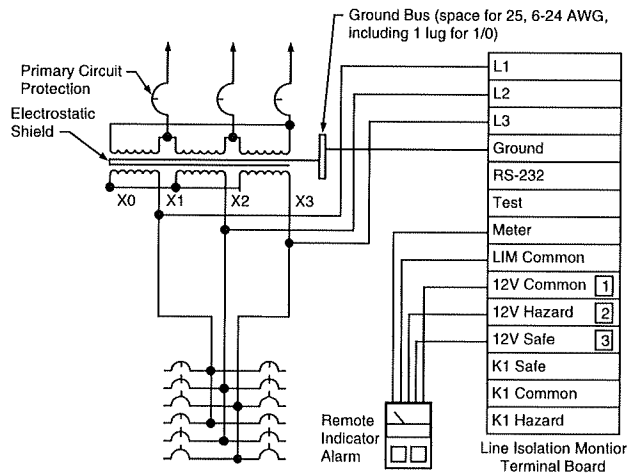 Ground Bus (space for 25, 6-24 AWG,
including 1 lug for 1/0)
Primary Circuit
Protection
Electrostatic
Shield
X0 X1 X2 X3
L1
L2
L3
Ground
RS-232
Test
Meter
LIM Common
12V Common 1
12V Hazard 2
12V Safe 3
K1 Safe
K1 Common
K1 Hazard
Remote
Indicator
Alarm
Line Isolation Montior
Terminal Board